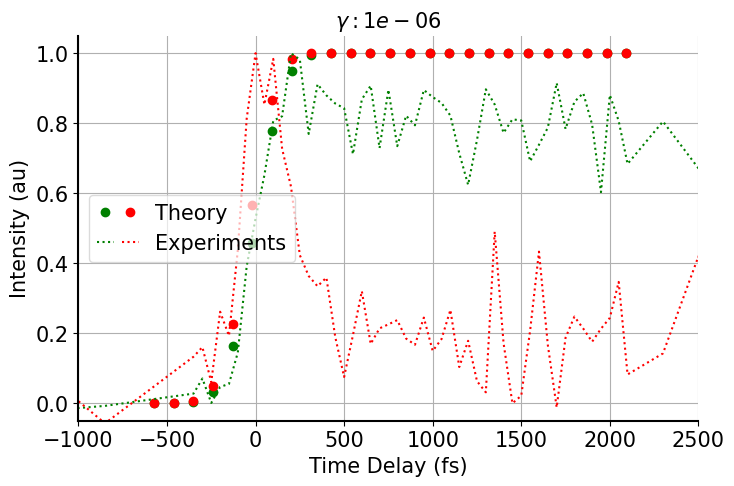 γ : 1e − 06
Intensity (au)
1.0
0.8
0.6
0.4
0.2
0.0
Theory
Experiments
−1000 −500 0 500 1000 1500 2000 2500
Time Delay (fs)